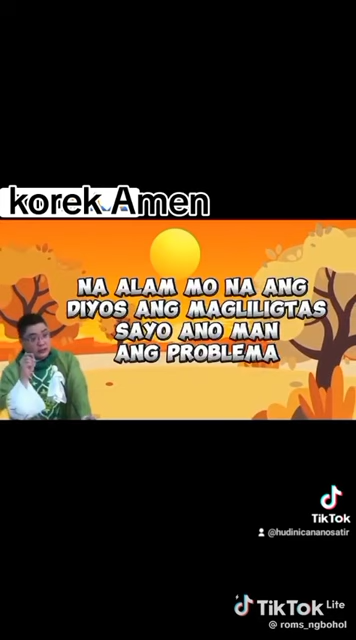 korek Amen
NA ALAM MO NA ANG
DIYOS ANG MAGLILIGTAS
SAYO ANO MAN
ANG PROBLEMA
TikTok
@hudinicananosatir
TikTok Lite
@roms_ngbohol